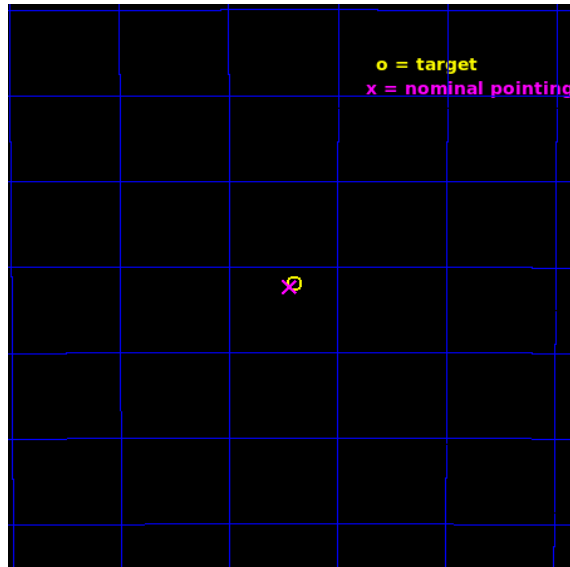 o = target
x = nominal pointing